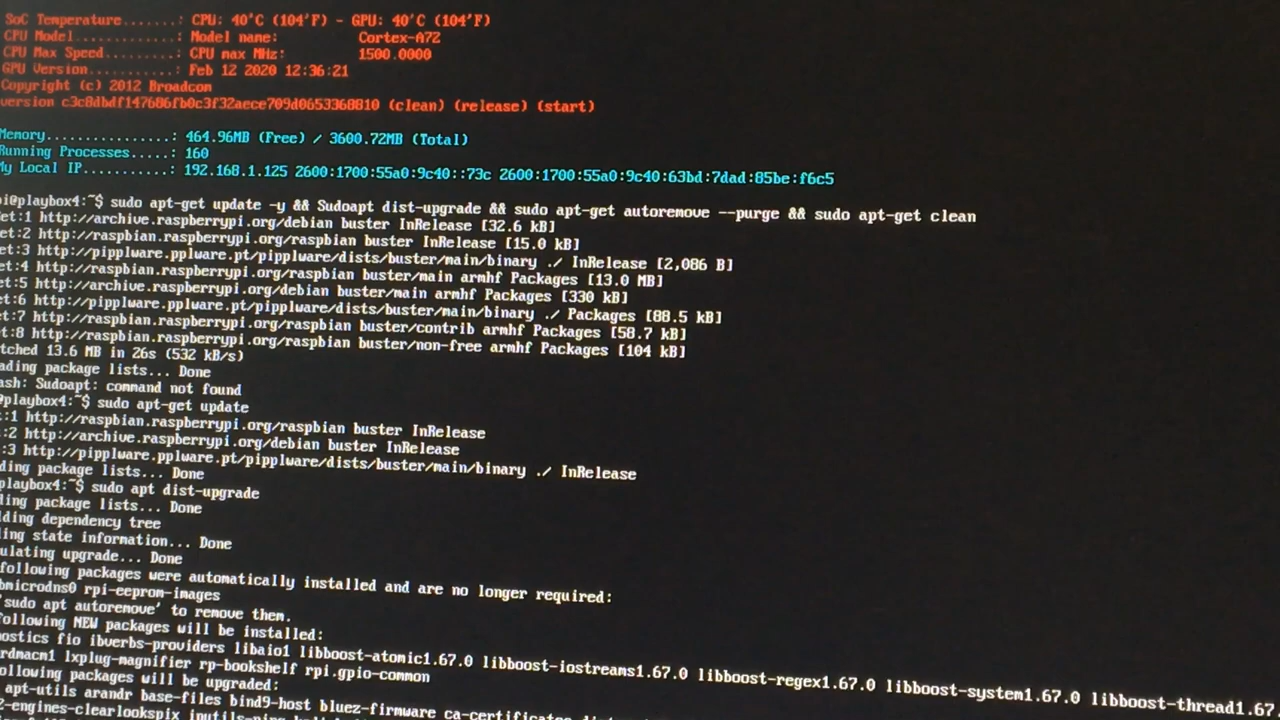 SoC Temperature.......: CPU: 40'C (104'F) - GPU: 40'C (104'F)
CPU Model.............: Model name: Cortex-A72
CPU Max Speed.........: CPU max MHz: 1500.0000
GPU Version...........: Feb 12 2020 12:36:21
Copyright (c) 2012 Broadcom
version c3c8dbdf147686fb0c3f32aece709d0653368810 (clean) (release) (start)
Memory................: 464.96MB (Free) / 3600.72MB (Total)
Running Processes.....: 160
My Local IP...........: 192.168.1.125 2600:1700:55a0:9c40::73c 2600:1700:55a0:9c40:63bd:7dad:85be:f6c5
pi@playbox4:~$ sudo apt-get update -y && Sudoapt dist-upgrade && sudo apt-get autoremove --purge && sudo apt-get clean
et:1 http://archive.raspberrypi.org/debian buster InRelease [32.6 kB]
et:2 http://raspbian.raspberrypi.org/raspbian buster InRelease [15.0 kB]
et:3 http://pipplware.pplware.pt/pipplware/dists/buster/main/binary ./ InRelease [2,086 B]
et:4 http://raspbian.raspberrypi.org/raspbian buster/main armhf Packages [13.0 MB]
et:5 http://archive.raspberrypi.org/debian buster/main armhf Packages [330 kB]
et:6 http://pipplware.pplware.pt/pipplware/dists/buster/main/binary ./ Packages [88.5 kB]
et:7 http://raspbian.raspberrypi.org/raspbian buster/contrib armhf Packages [58.7 kB]
et:8 http://raspbian.raspberrypi.org/raspbian buster/non-free armhf Packages [104 kB]
tched 13.6 MB in 26s (532 kB/s)
ading package lists... Done
ash: Sudoapt: command not found
@playbox4:~$ sudo apt-get update
:1 http://raspbian.raspberrypi.org/raspbian buster InRelease
:2 http://archive.raspberrypi.org/debian buster InRelease
:3 http://pipplware.pplware.pt/pipplware/dists/buster/main/binary ./ InRelease
ding package lists... Done
playbox4:~$ sudo apt dist-upgrade
ding package lists... Done
lding dependency tree
ing state information... Done
ulating upgrade... Done
following packages were automatically installed and are no longer required:
bmicrodns0 rpi-eeprom-images
'sudo apt autoremove' to remove them.
following NEW packages will be installed:
nostics fio ibverbs-providers libaio1 libboost-atomic1.67.0 libboost-iostreams1.67.0 libboost-regex1.67.0 libboost-system1.67.0 libboost-thread1.67.
rdmacm1 lxplug-magnifier rp-bookshelf rpi.gpio-common
ollowing packages will be upgraded:
apt-utils arandr base-files bind9-host bluez-firmware ca-certificates
2-engines-clearlookspix